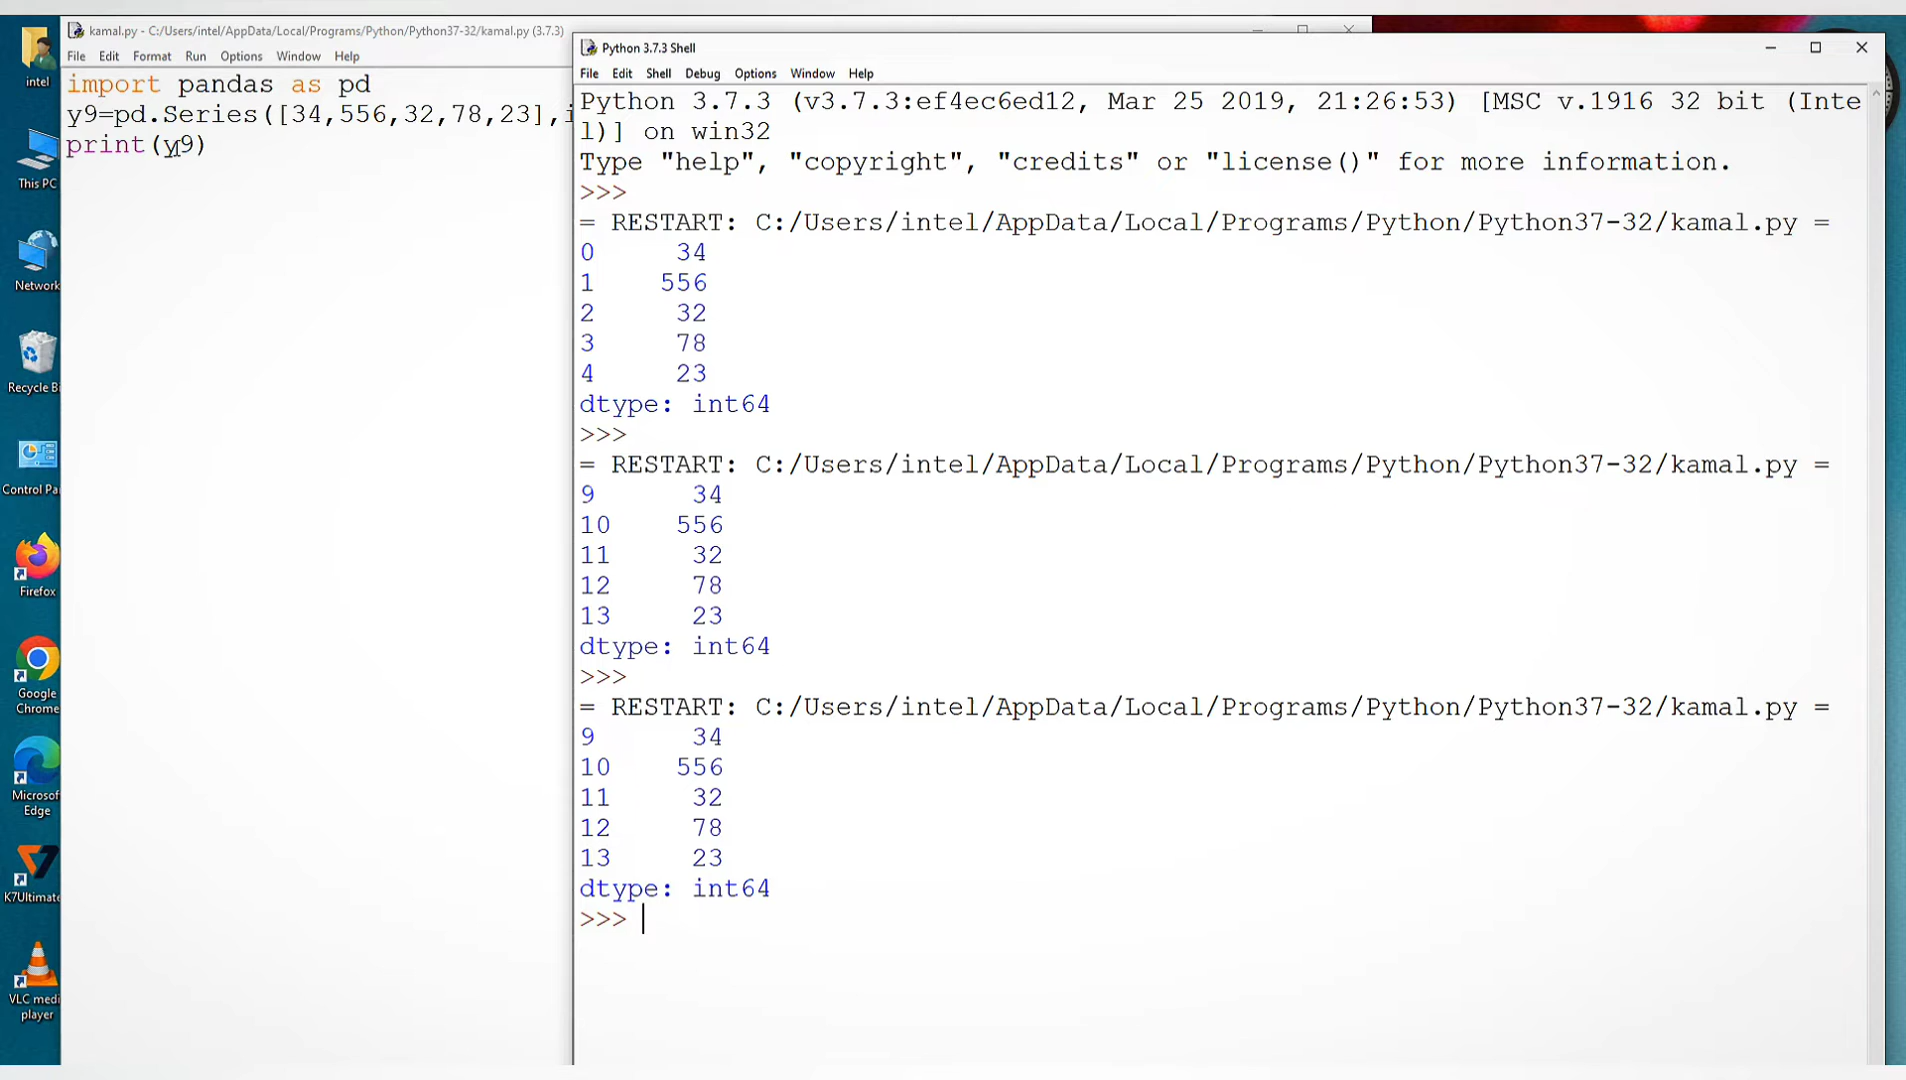 kamal.py - C:/Users/intel/AppData/Local/Programs/Python/Python37-32/kamal.py (3.7.3)
File Edit Format Run Options Window Help
import pandas as pd
y9=pd.Series([34,556,32,78,23],i
print(y9)
Python 3.7.3 Shell
File Edit Shell Debug Options Window Help
Python 3.7.3 (v3.7.3:ef4ec6ed12, Mar 25 2019, 21:26:53) [MSC v.1916 32 bit (Inte
l)] on win32
Type "help", "copyright", "credits" or "license()" for more information.
>>>
= RESTART: C:/Users/intel/AppData/Local/Programs/Python/Python37-32/kamal.py =
0 34
1 556
2 32
3 78
4 23
dtype: int64
>>>
= RESTART: C:/Users/intel/AppData/Local/Programs/Python/Python37-32/kamal.py =
9 34
10 556
11 32
12 78
13 23
dtype: int64
>>>
= RESTART: C:/Users/intel/AppData/Local/Programs/Python/Python37-32/kamal.py =
9 34
10 556
11 32
12 78
13 23
dtype: int64
>>>
intel
This PC
Network
Recycle Bi
Control Pa
Firefox
Google
Chrome
Microsof
Edge
K7Ultimate
VLC medi
player